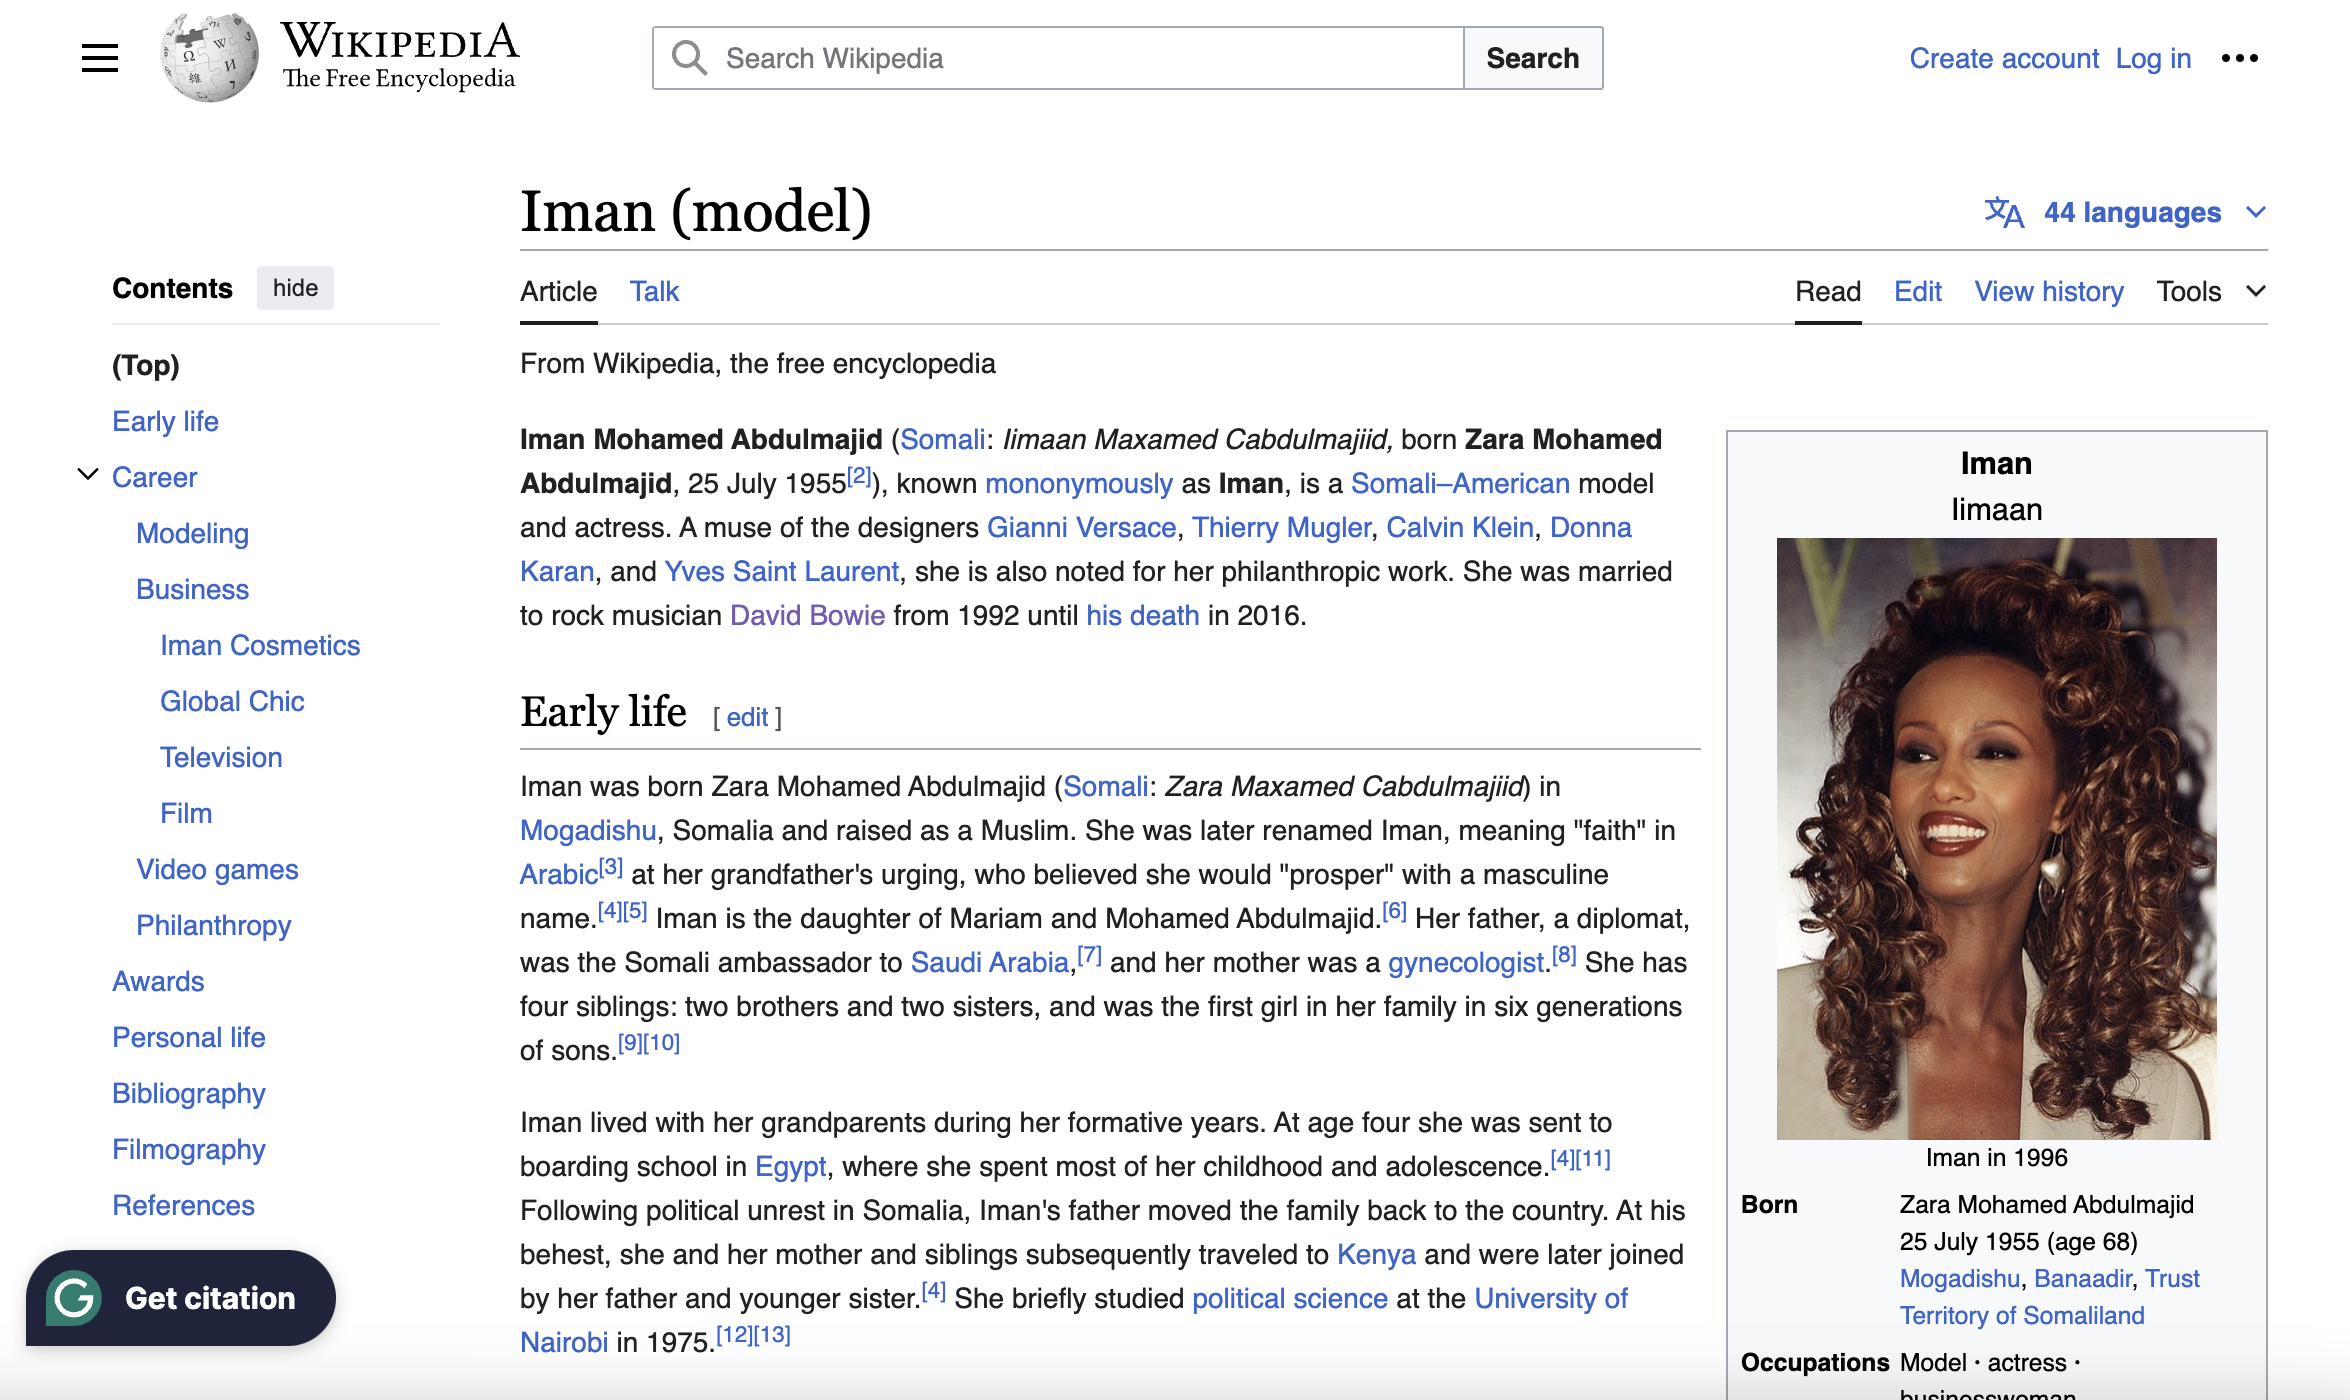 WIKIPEDIA
The Free Encyclopedia
Search Wikipedia
Search
Create account Log in
Iman (model)
44 languages
Contents hide
(Top)
Early life
Career
Modeling
Business
Iman Cosmetics
Global Chic
Television
Film
Video games
Philanthropy
Awards
Personal life
Bibliography
Filmography
References
Get citation
Article Talk
Read Edit View history Tools
From Wikipedia, the free encyclopedia
Iman Mohamed Abdulmajid (Somali: Iimaan Maxamed Cabdulmajiid, born Zara Mohamed
Abdulmajid, 25 July 1955[2]), known mononymously as Iman, is a Somali–American model
and actress. A muse of the designers Gianni Versace, Thierry Mugler, Calvin Klein, Donna
Karan, and Yves Saint Laurent, she is also noted for her philanthropic work. She was married
to rock musician David Bowie from 1992 until his death in 2016.
Early life [ edit ]
Iman was born Zara Mohamed Abdulmajid (Somali: Zara Maxamed Cabdulmajiid) in
Mogadishu, Somalia and raised as a Muslim. She was later renamed Iman, meaning "faith" in
Arabic[3] at her grandfather's urging, who believed she would "prosper" with a masculine
name.[4][5] Iman is the daughter of Mariam and Mohamed Abdulmajid.[6] Her father, a diplomat,
was the Somali ambassador to Saudi Arabia,[7] and her mother was a gynecologist.[8] She has
four siblings: two brothers and two sisters, and was the first girl in her family in six generations
of sons.[9][10]
Iman lived with her grandparents during her formative years. At age four she was sent to
boarding school in Egypt, where she spent most of her childhood and adolescence.[4][11]
Following political unrest in Somalia, Iman's father moved the family back to the country. At his
behest, she and her mother and siblings subsequently traveled to Kenya and were later joined
by her father and younger sister.[4] She briefly studied political science at the University of
Nairobi in 1975.[12][13]
Iman
Iimaan
Iman in 1996
Born Zara Mohamed Abdulmajid
25 July 1955 (age 68)
Mogadishu, Banaadir, Trust
Territory of Somaliland
Occupations Model · actress ·
businesswoman